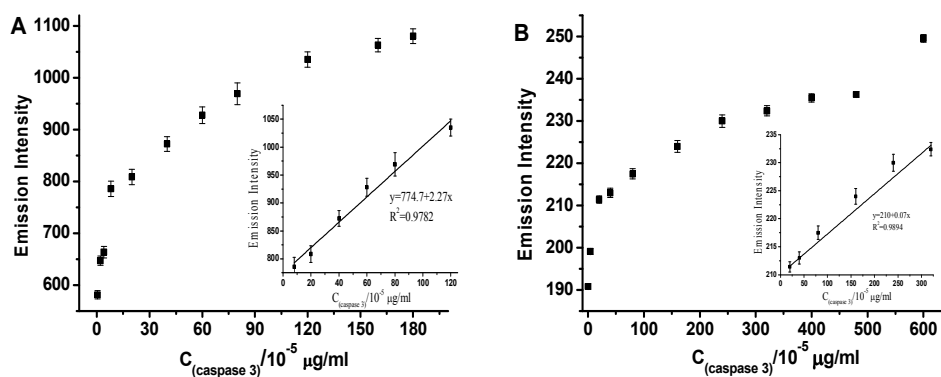 A
Emission Intensity
1100
1000
900
800
700
600
0 30 60 90 120 150 180
C(caspase 3)/10-5 μg/ml
Emission Intensity
1050
1000
950
900
850
800
0 20 40 60 80 100 120
C(caspase 3)/10-5 μg/ml
y=774.7+2.27x
R2=0.9782
B
Emission Intensity
250
240
230
220
210
200
190
0 100 200 300 400 500 600
C(caspase 3)/10-5 μg/ml
Emission Intensity
235
230
225
220
215
210
0 50 100 150 200 250 300
C(caspase 3)/10-5 μg/ml
y=210+0.07x
R2=0.9894